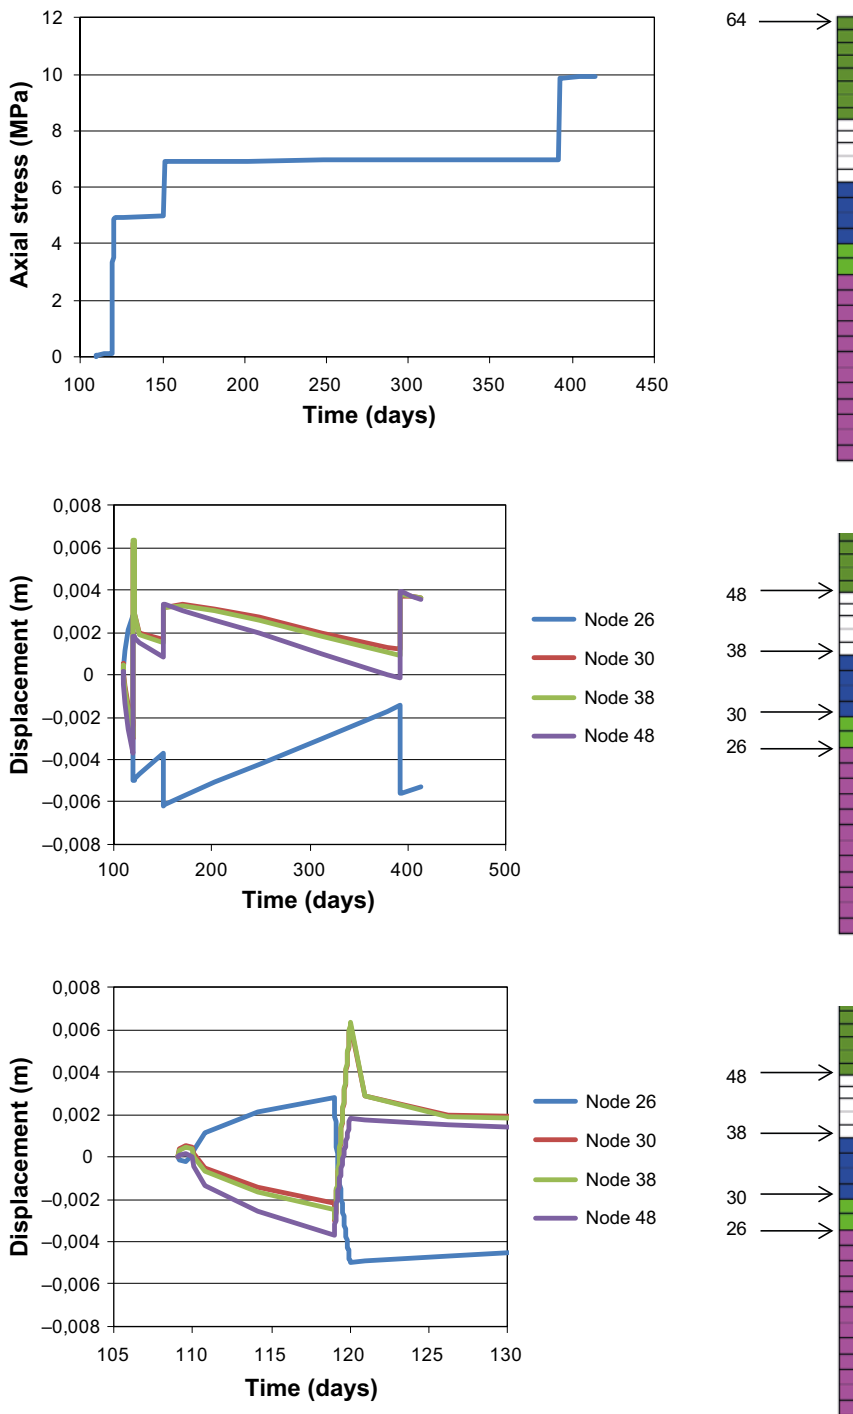 12
10
8
6
4
2
0
Axial stress (MPa)
100 150 200 250 300 350 400 450
Time (days)
64
0,008
0,006
0,004
0,002
0
–0,002
–0,004
–0,006
–0,008
Displacement (m)
100 200 300 400 500
Time (days)
Node 26
Node 30
Node 38
Node 48
48
38
30
26
0,008
0,006
0,004
0,002
0
–0,002
–0,004
–0,006
–0,008
Displacement (m)
105 110 115 120 125 130
Time (days)
Node 26
Node 30
Node 38
Node 48
48
38
30
26